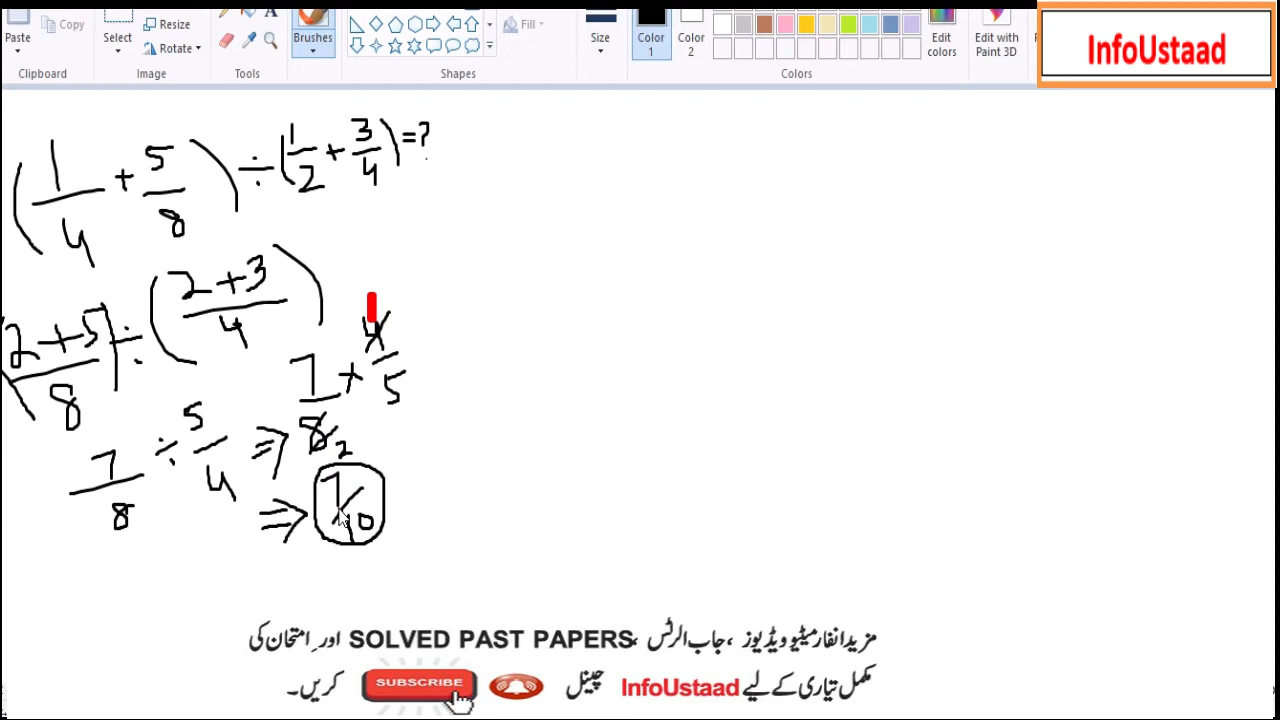 Paste
Copy
Select
Resize
Rotate
A
Brushes
Fill
Size
Color 1
Color 2
Edit colors
Edit with Paint 3D
Clipboard
Image
Tools
Shapes
Colors
InfoUstaad
(1/4 + 5/8) ÷ (1/2 + 3/4) = ?
(2+5)/8 ÷ (2+3)/4
7/8 ÷ 5/4 ⇒ 7/8 2 + 4/5
⇒ 7/10
مزید انفارمیٹیو ویڈیوز، جاب الرٹس، SOLVED PAST PAPERS اور امتحان کی
مکمل تیاری کے لیے InfoUstaad چینل SUBSCRIBE کریں۔